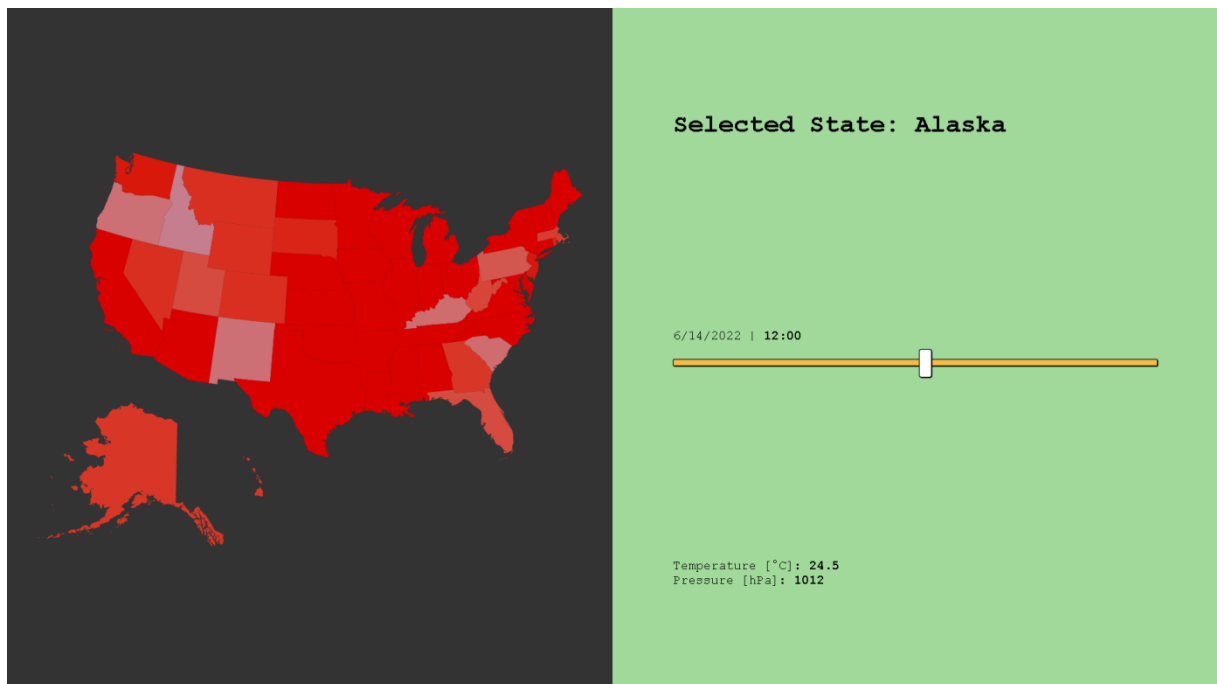 Selected State: Alaska
6/14/2022 | 12:00
Temperature [°C]: 24.5
Pressure [hPa]: 1012